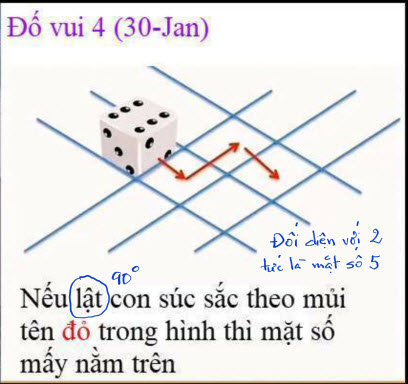 Đố vui 4 (30-Jan)
Đối diện với 2
tức là mặt số 5
90°
Nếu lật con súc sắc theo mũi
tên đỏ trong hình thì mặt số
mấy nằm trên